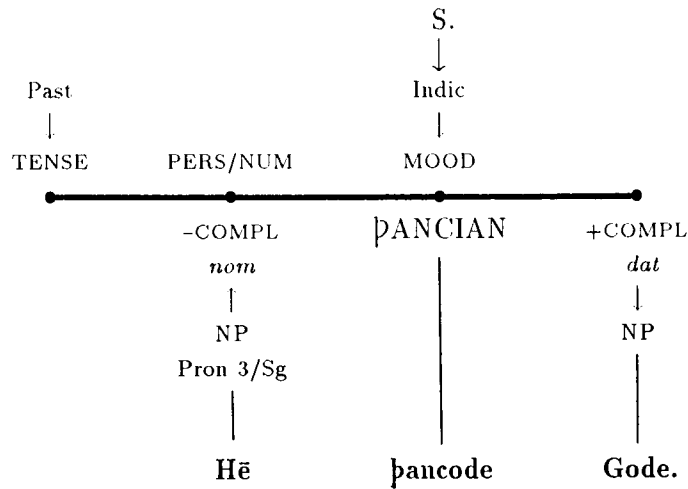 S.
Past Indic
TENSE PERS/NUM MOOD
–COMPL ÞANCIAN +COMPL
nom dat
NP NP
Pron 3/Sg
Hē þancode Gode.